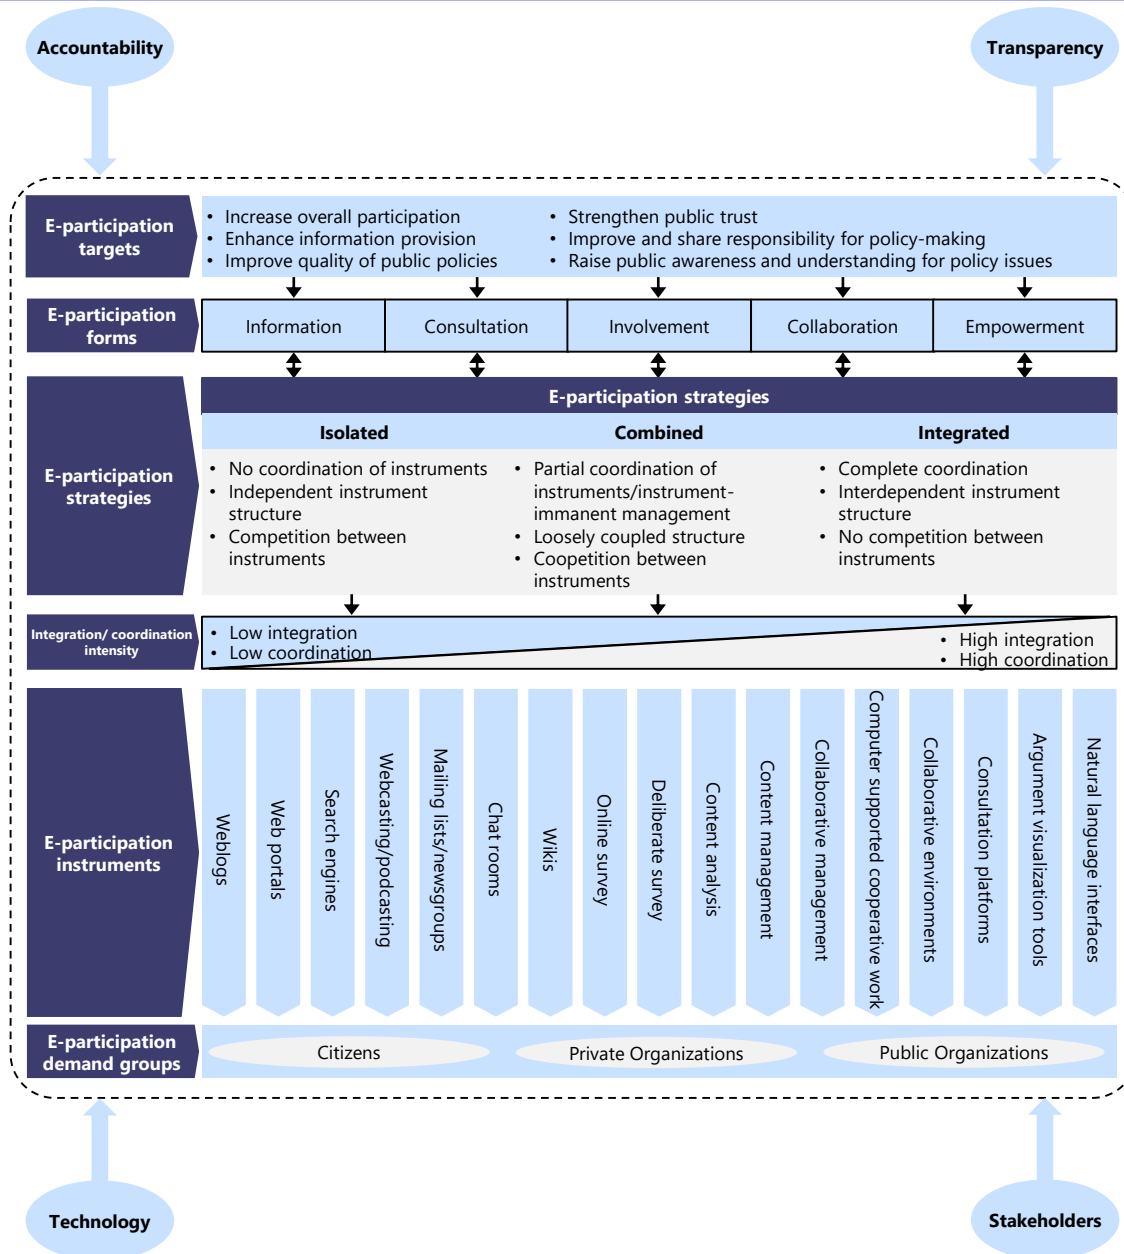 Accountability
Transparency
E-participation
targets
• Increase overall participation
• Enhance information provision
• Improve quality of public policies
• Strengthen public trust
• Improve and share responsibility for policy-making
• Raise public awareness and understanding for policy issues
E-participation
forms
Information
Consultation
Involvement
Collaboration
Empowerment
E-participation
strategies
E-participation strategies
Isolated
Combined
Integrated
• No coordination of instruments
• Independent instrument
structure
• Competition between
instruments
• Partial coordination of
instruments/instrument-
immanent management
• Loosely coupled structure
• Coopetition between
instruments
• Complete coordination
• Interdependent instrument
structure
• No competition between
instruments
Integration/ coordination
intensity
• Low integration
• Low coordination
• High integration
• High coordination
E-participation
instruments
Weblogs
Web portals
Search engines
Webcasting/podcasting
Mailing lists/newsgroups
Chat rooms
Wikis
Online survey
Deliberate survey
Content analysis
Content management
Collaborative management
Computer supported cooperative work
Collaborative environments
Consultation platforms
Argument visualization tools
Natural language interfaces
E-participation
demand groups
Citizens
Private Organizations
Public Organizations
Technology
Stakeholders